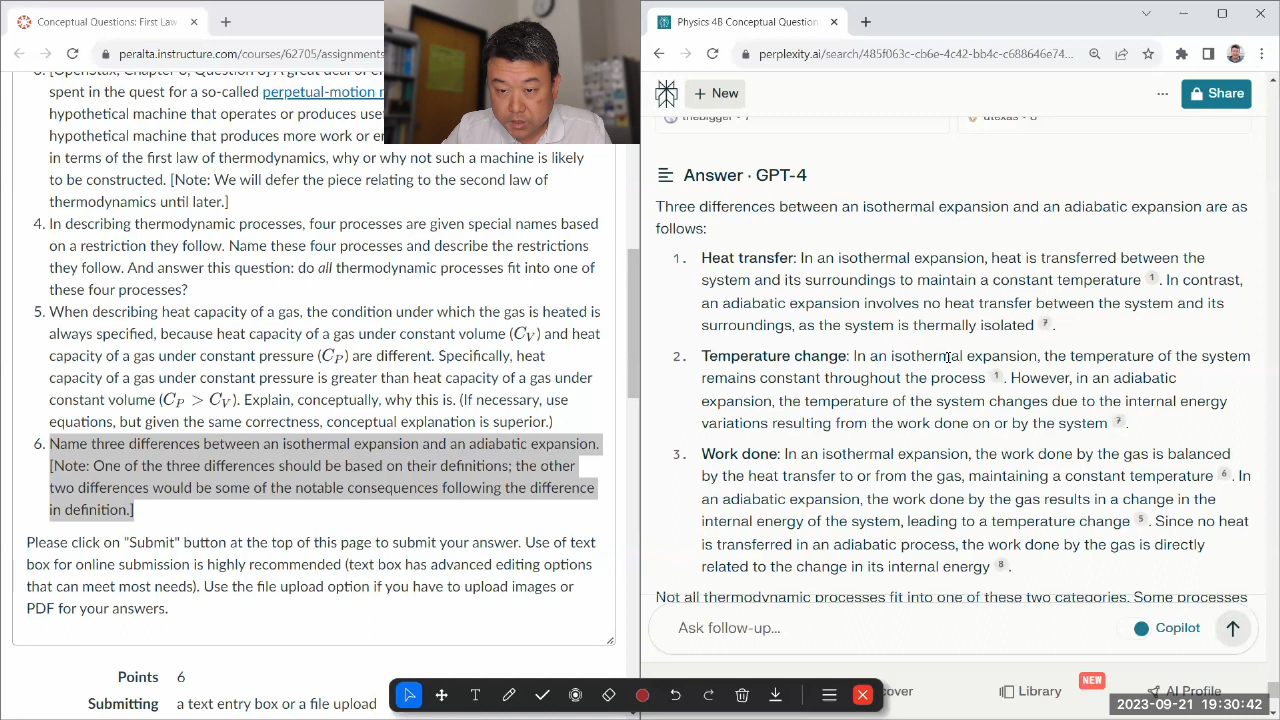 Conceptual Questions: First Law
peralta.instructure.com/courses/62705/assignments
spent in the quest for a so-called perpetual-motion
hypothetical machine that operates or produces use
hypothetical machine that produces more work or e
in terms of the first law of thermodynamics, why or why not such a machine is likely
to be constructed. [Note: We will defer the piece relating to the second law of
thermodynamics until later.]
4. In describing thermodynamic processes, four processes are given special names based
on a restriction they follow. Name these four processes and describe the restrictions
they follow. And answer this question: do all thermodynamic processes fit into one of
these four processes?
5. When describing heat capacity of a gas, the condition under which the gas is heated is
always specified, because heat capacity of a gas under constant volume (C_V) and heat
capacity of a gas under constant pressure (C_P) are different. Specifically, heat
capacity of a gas under constant pressure is greater than heat capacity of a gas under
constant volume (C_P > C_V). Explain, conceptually, why this is. (If necessary, use
equations, but given the same correctness, conceptual explanation is superior.)
6. Name three differences between an isothermal expansion and an adiabatic expansion.
[Note: One of the three differences should be based on their definitions; the other
two differences would be some of the notable consequences following the difference
in definition.]
Please click on "Submit" button at the top of this page to submit your answer. Use of text
box for online submission is highly recommended (text box has advanced editing options
that can meet most needs). Use the file upload option if you have to upload images or
PDF for your answers.
Points 6
Submitting a text entry box or a file upload
Physics 4B Conceptual Question
perplexity.ai/search/485f063c-cb6e-4c42-bb4c-c688646e74...
New
Share
Answer · GPT-4
Three differences between an isothermal expansion and an adiabatic expansion are as
follows:
1. Heat transfer: In an isothermal expansion, heat is transferred between the
system and its surroundings to maintain a constant temperature 1 . In contrast,
an adiabatic expansion involves no heat transfer between the system and its
surroundings, as the system is thermally isolated 7 .
2. Temperature change: In an isothermal expansion, the temperature of the system
remains constant throughout the process 1 . However, in an adiabatic
expansion, the temperature of the system changes due to the internal energy
variations resulting from the work done on or by the system 7 .
3. Work done: In an isothermal expansion, the work done by the gas is balanced
by the heat transfer to or from the gas, maintaining a constant temperature 6 . In
an adiabatic expansion, the work done by the gas results in a change in the
internal energy of the system, leading to a temperature change 5 . Since no heat
is transferred in an adiabatic process, the work done by the gas is directly
related to the change in its internal energy 8 .
Not all thermodynamic processes fit into one of these two categories. Some processes
Ask follow-up...
Copilot
Library
NEW
AI Profile
2023-09-21 19:30:42